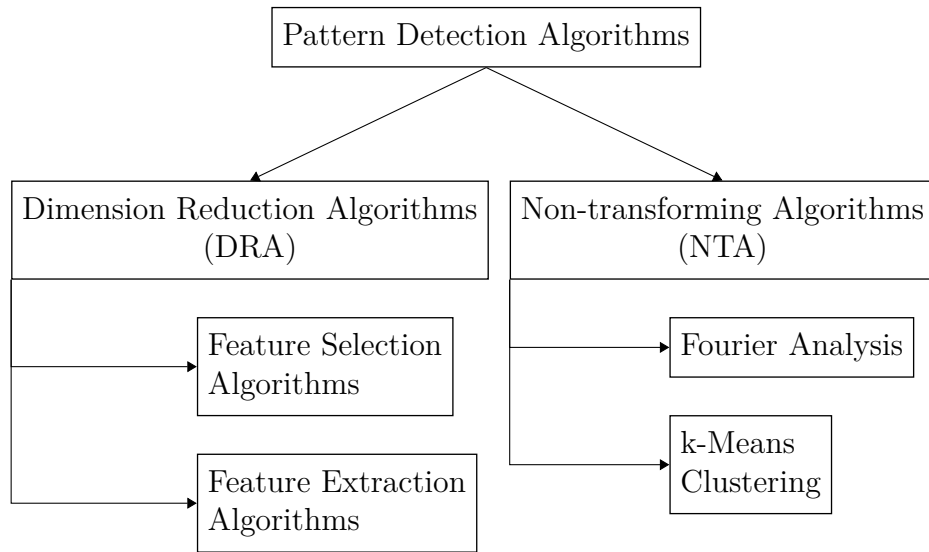 Pattern Detection Algorithms
Dimension Reduction Algorithms
(DRA)
Non-transforming Algorithms
(NTA)
Feature Selection
Algorithms
Feature Extraction
Algorithms
Fourier Analysis
k-Means
Clustering